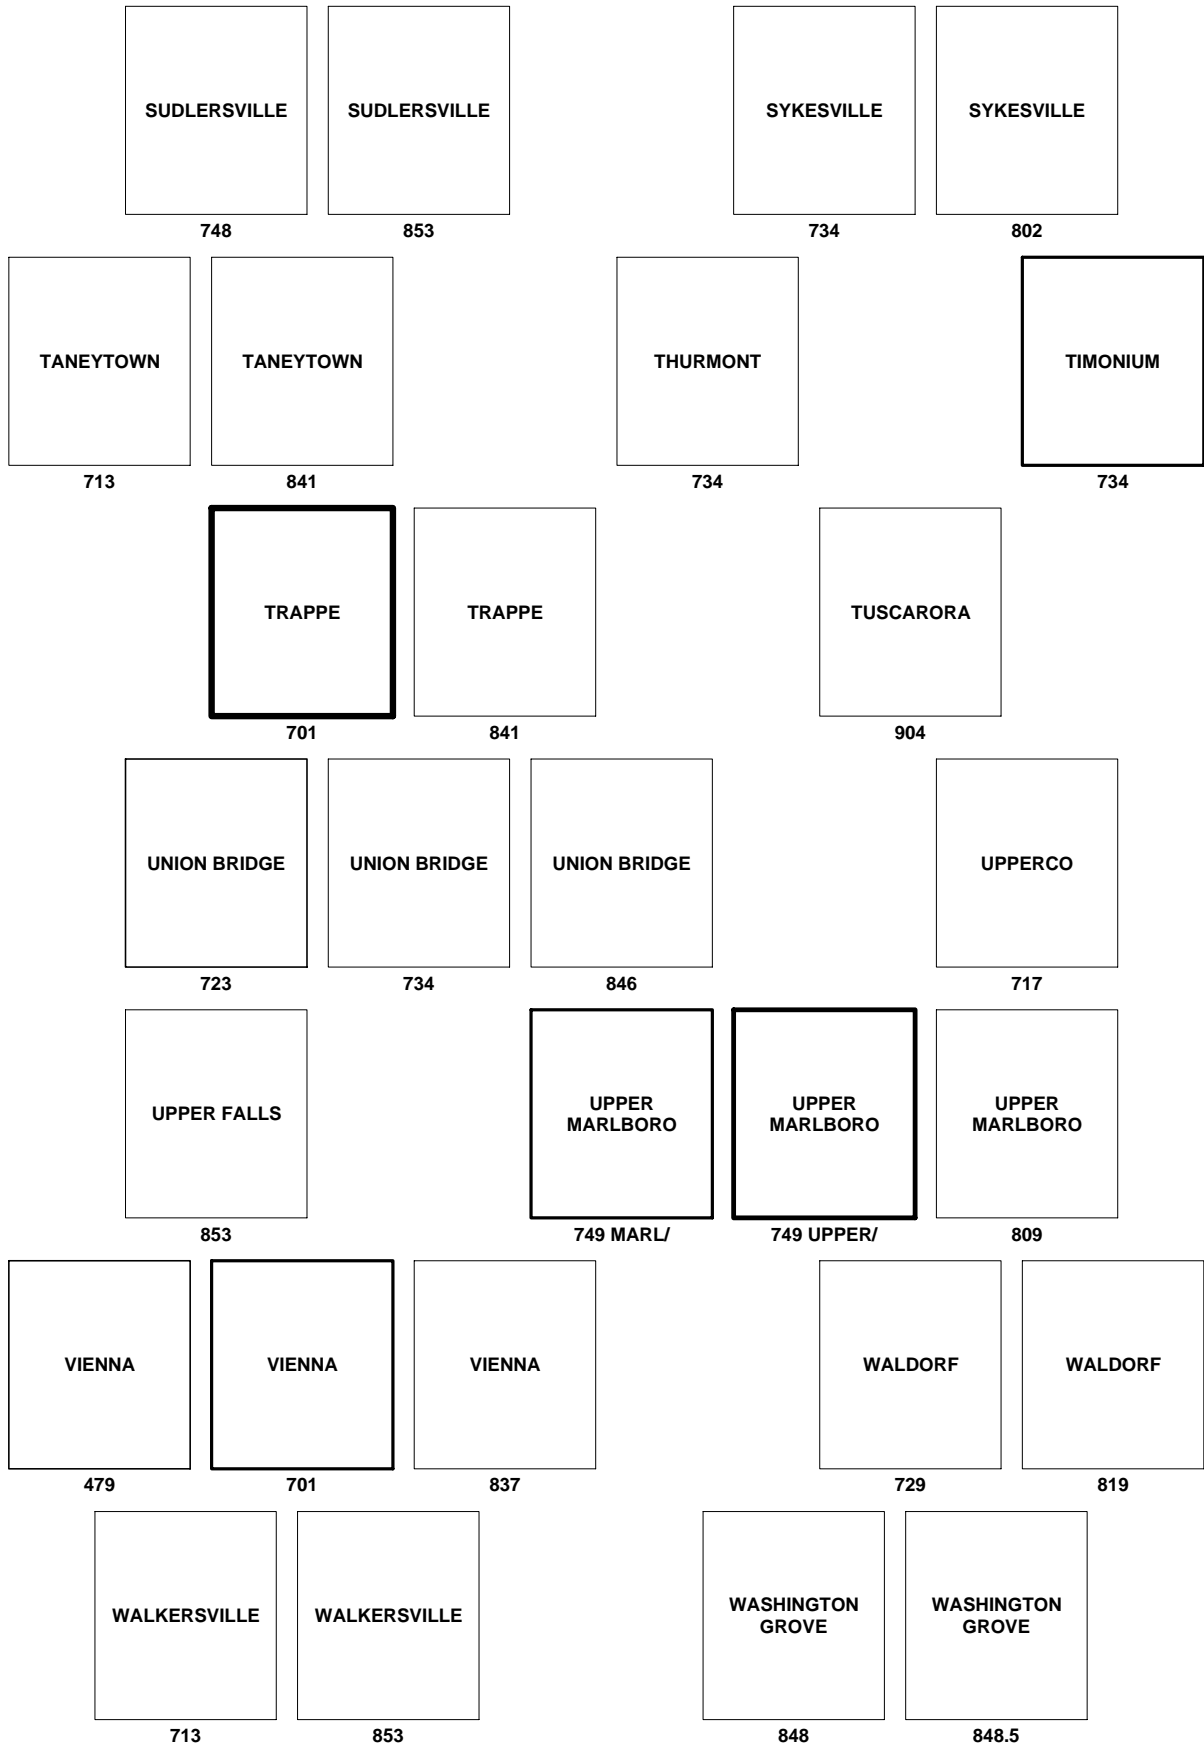 SUDLERSVILLE SUDLERSVILLE SYKESVILLE SYKESVILLE
748 853 734 802
TANEYTOWN TANEYTOWN THURMONT TIMONIUM
713 841 734 734
TRAPPE TRAPPE TUSCARORA
701 841 904
UNION BRIDGE UNION BRIDGE UNION BRIDGE UPPERCO
723 734 846 717
UPPER FALLS
UPPER
MARLBORO
UPPER
MARLBORO
UPPER
MARLBORO
853 749 MARL/ 749 UPPER/ 809
VIENNA VIENNA VIENNA WALDORF WALDORF
479 701 837 729 819
WALKERSVILLE WALKERSVILLE
WASHINGTON
GROVE
WASHINGTON
GROVE
713 853 848 848.5